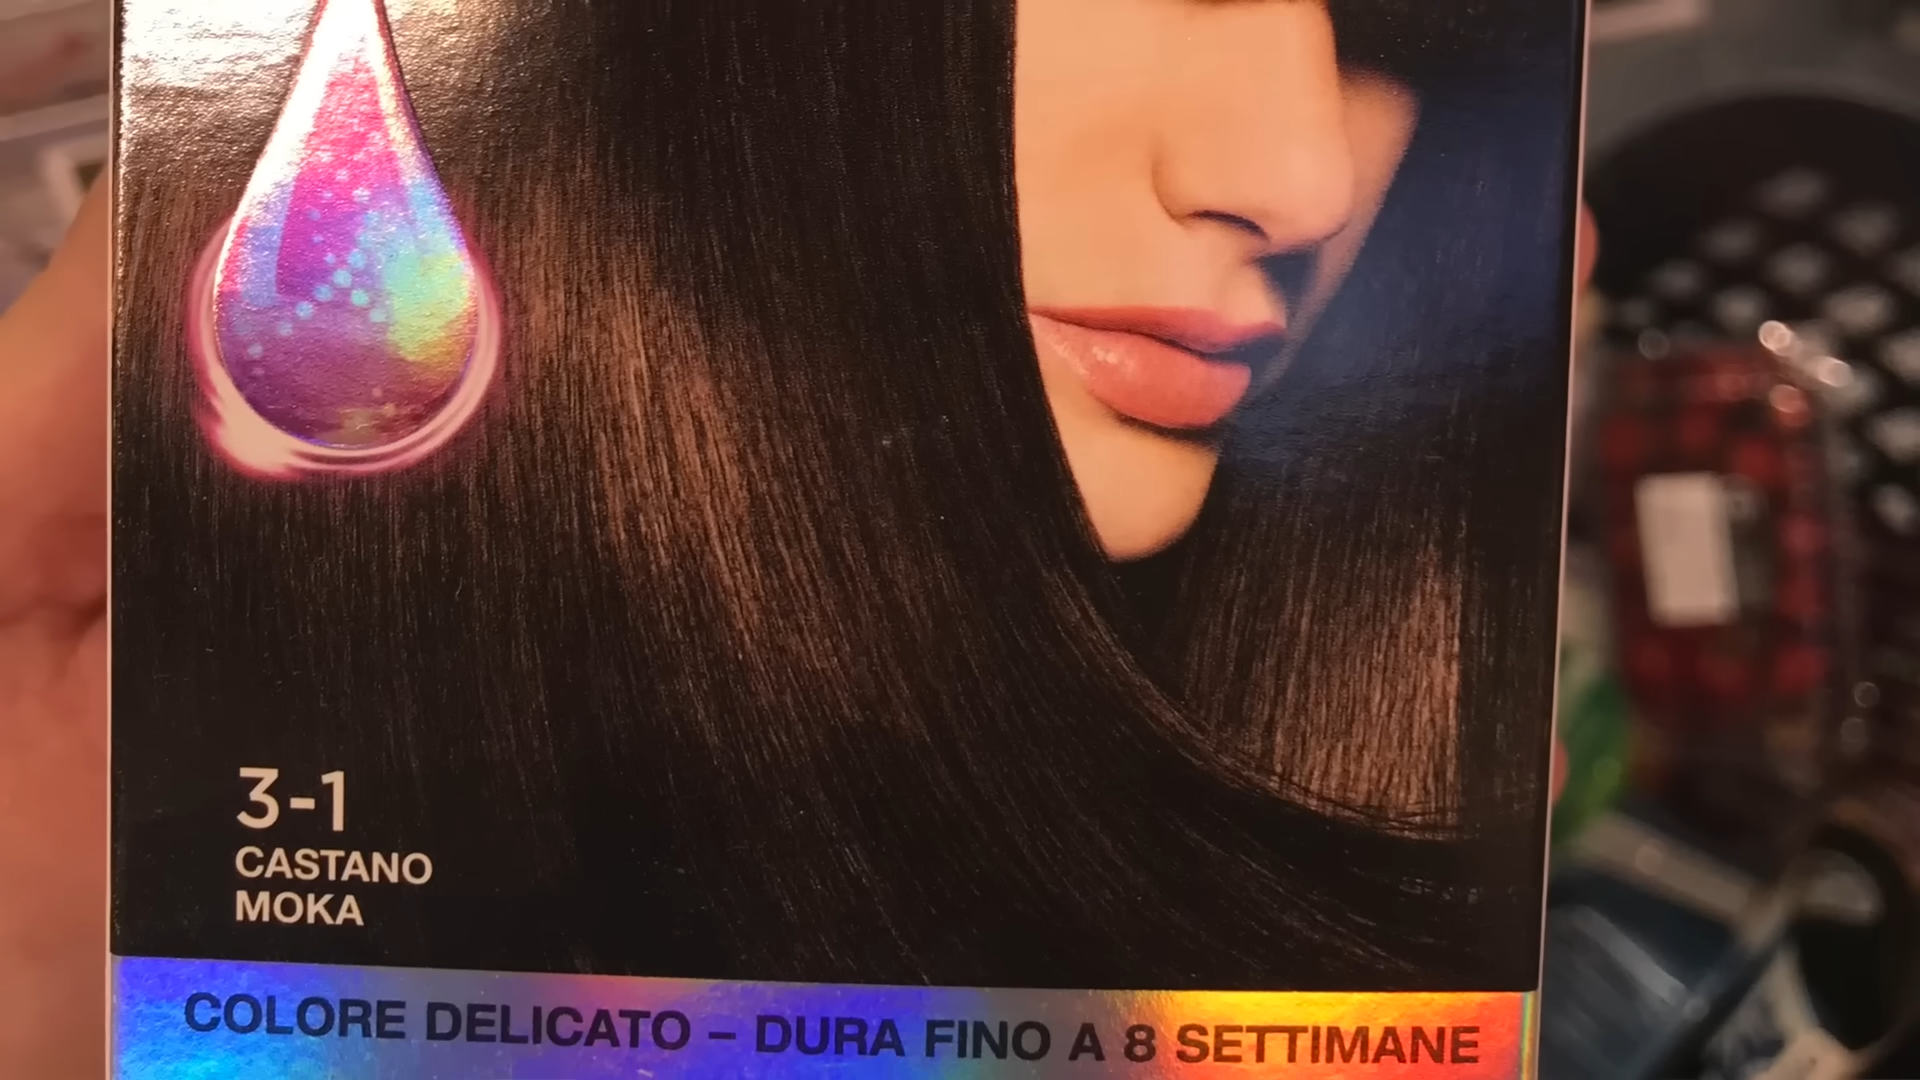 3-1
CASTANO
MOKA
COLORE DELICATO – DURA FINO A 8 SETTIMANE